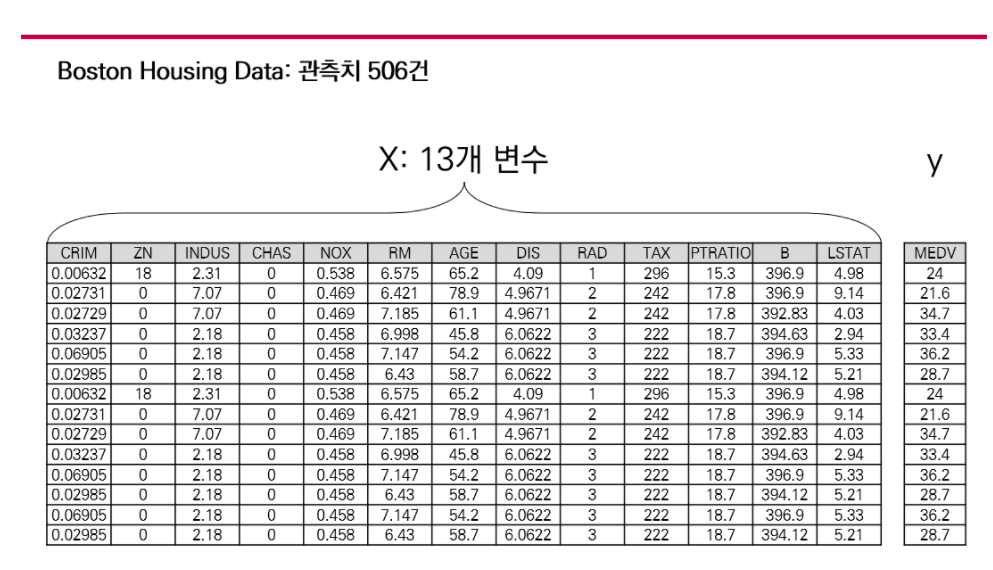 Boston Housing Data: 관측치 506건
X: 13개 변수 y
CRIM ZN INDUS CHAS NOX RM AGE DIS RAD TAX PTRATIO B LSTAT MEDV
0.00632 18 2.31 0 0.538 6.575 65.2 4.09 1 296 15.3 396.9 4.98 24
0.02731 0 7.07 0 0.469 6.421 78.9 4.9671 2 242 17.8 396.9 9.14 21.6
0.02729 0 7.07 0 0.469 7.185 61.1 4.9671 2 242 17.8 392.83 4.03 34.7
0.03237 0 2.18 0 0.458 6.998 45.8 6.0622 3 222 18.7 394.63 2.94 33.4
0.06905 0 2.18 0 0.458 7.147 54.2 6.0622 3 222 18.7 396.9 5.33 36.2
0.02985 0 2.18 0 0.458 6.43 58.7 6.0622 3 222 18.7 394.12 5.21 28.7
0.00632 18 2.31 0 0.538 6.575 65.2 4.09 1 296 15.3 396.9 4.98 24
0.02731 0 7.07 0 0.469 6.421 78.9 4.9671 2 242 17.8 396.9 9.14 21.6
0.02729 0 7.07 0 0.469 7.185 61.1 4.9671 2 242 17.8 392.83 4.03 34.7
0.03237 0 2.18 0 0.458 6.998 45.8 6.0622 3 222 18.7 394.63 2.94 33.4
0.06905 0 2.18 0 0.458 7.147 54.2 6.0622 3 222 18.7 396.9 5.33 36.2
0.02985 0 2.18 0 0.458 6.43 58.7 6.0622 3 222 18.7 394.12 5.21 28.7
0.06905 0 2.18 0 0.458 7.147 54.2 6.0622 3 222 18.7 396.9 5.33 36.2
0.02985 0 2.18 0 0.458 6.43 58.7 6.0622 3 222 18.7 394.12 5.21 28.7